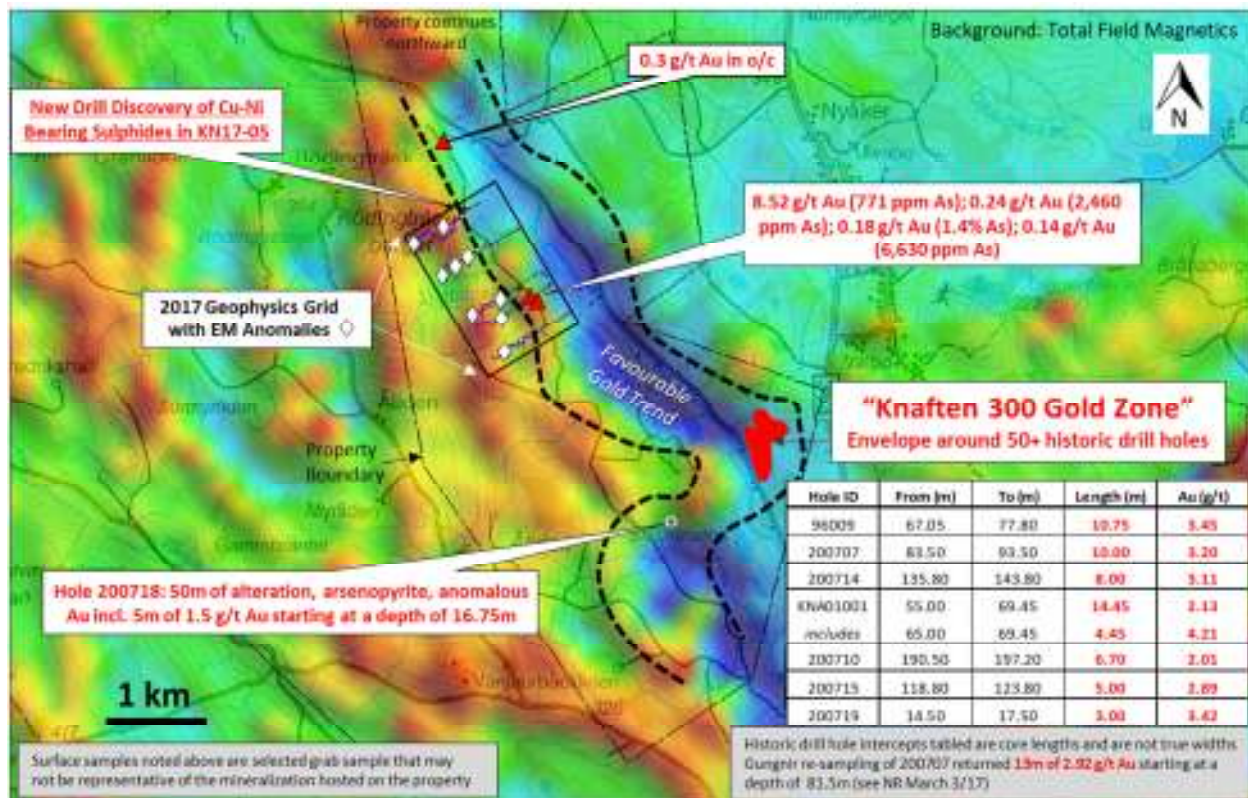 Property continues
northward
Background: Total Field Magnetics
N
0.3 g/t Au in o/c
New Drill Discovery of Cu-Ni
Bearing Sulphides in KN17-05
Nyåker
8.52 g/t Au (771 ppm As); 0.24 g/t Au (2,460
ppm As); 0.18 g/t Au (1.4% As); 0.14 g/t Au
(6,630 ppm As)
2017 Geophysics Grid
with EM Anomalies
Favourable
Gold Trend
"Knaften 300 Gold Zone"
Envelope around 50+ historic drill holes
Property
Boundary
Hole ID From (m) To (m) Length (m) Au (g/t)
96009 67.05 77.80 10.75 3.45
200707 83.50 93.50 10.00 3.20
200714 135.80 143.80 8.00 3.11
KNA01001 55.00 69.45 14.45 2.13
includes 65.00 69.45 4.45 4.21
200710 190.50 197.20 6.70 2.01
200715 118.80 123.80 5.00 2.89
200719 14.50 17.50 3.00 3.42
Hole 200718: 50m of alteration, arsenopyrite, anomalous
Au incl. 5m of 1.5 g/t Au starting at a depth of 16.75m
1 km
Surface samples noted above are selected grab sample that may
not be representative of the mineralization hosted on the property
Historic drill hole intercepts tabled are core lengths and are not true widths
Gungnir re-sampling of 200707 returned 13m of 2.92 g/t Au starting at a
depth of 81.5m (see NR March 3/17)